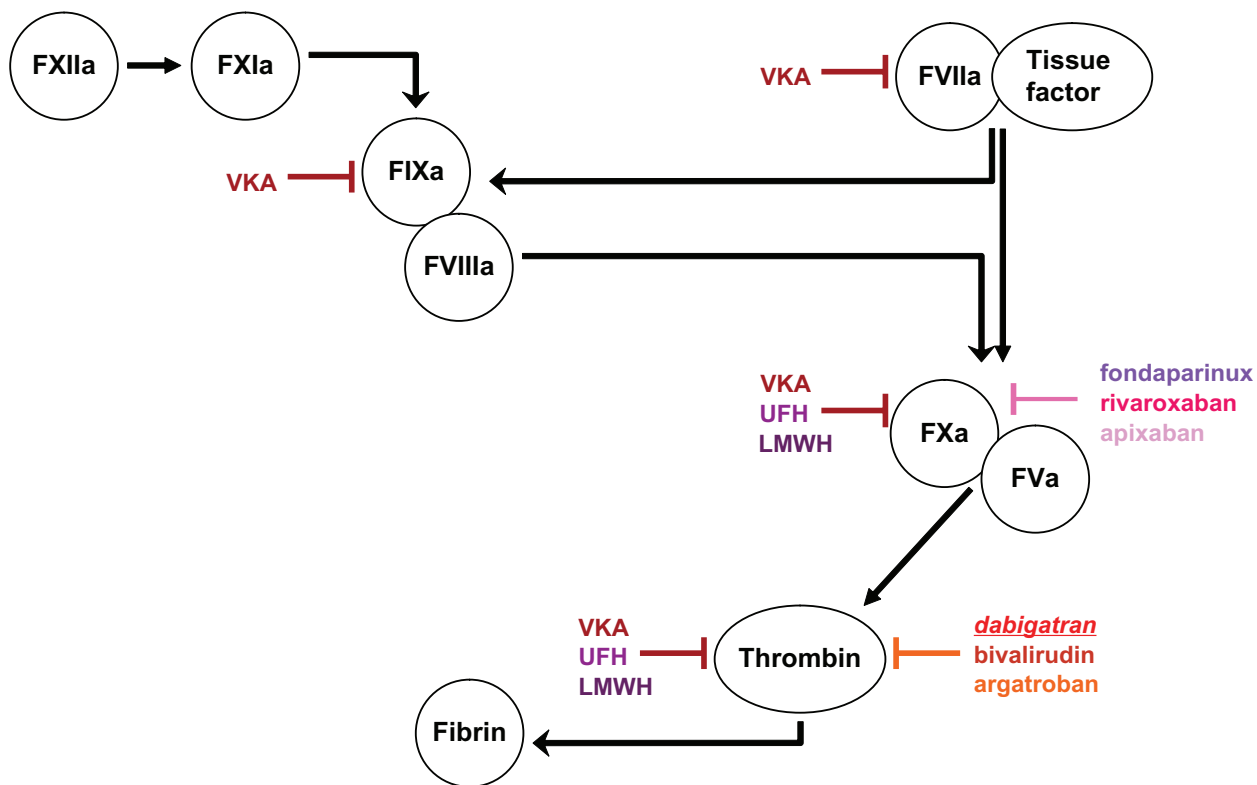 FXIIa
FXIa
VKA
FVIIa
Tissue
factor
VKA
FIXa
FVIIIa
VKA
UFH
LMWH
FXa
FVa
fondaparinux
rivaroxaban
apixaban
VKA
UFH
LMWH
Thrombin
dabigatran
bivalirudin
argatroban
Fibrin